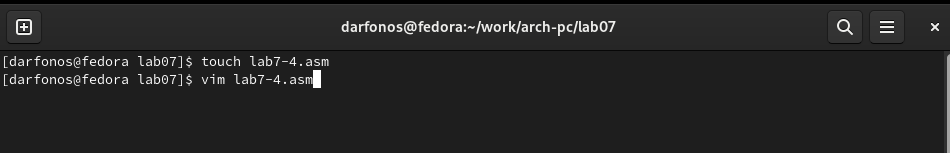 darfonos@fedora:~/work/arch-pc/lab07
[darfonos@fedora lab07]$ touch lab7-4.asm
[darfonos@fedora lab07]$ vim lab7-4.asm